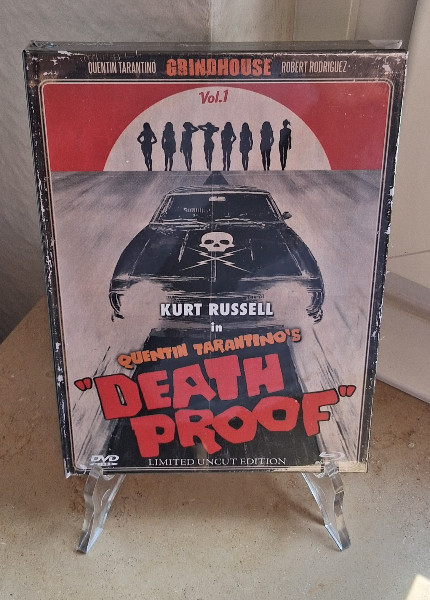 QUENTIN TARANTINO GRINDHOUSE ROBERT RODRIGUEZ
Vol.1
KURT RUSSELL
in
QUENTIN TARANTINO'S
"DEATH
PROOF"
DVD
LIMITED UNCUT EDITION